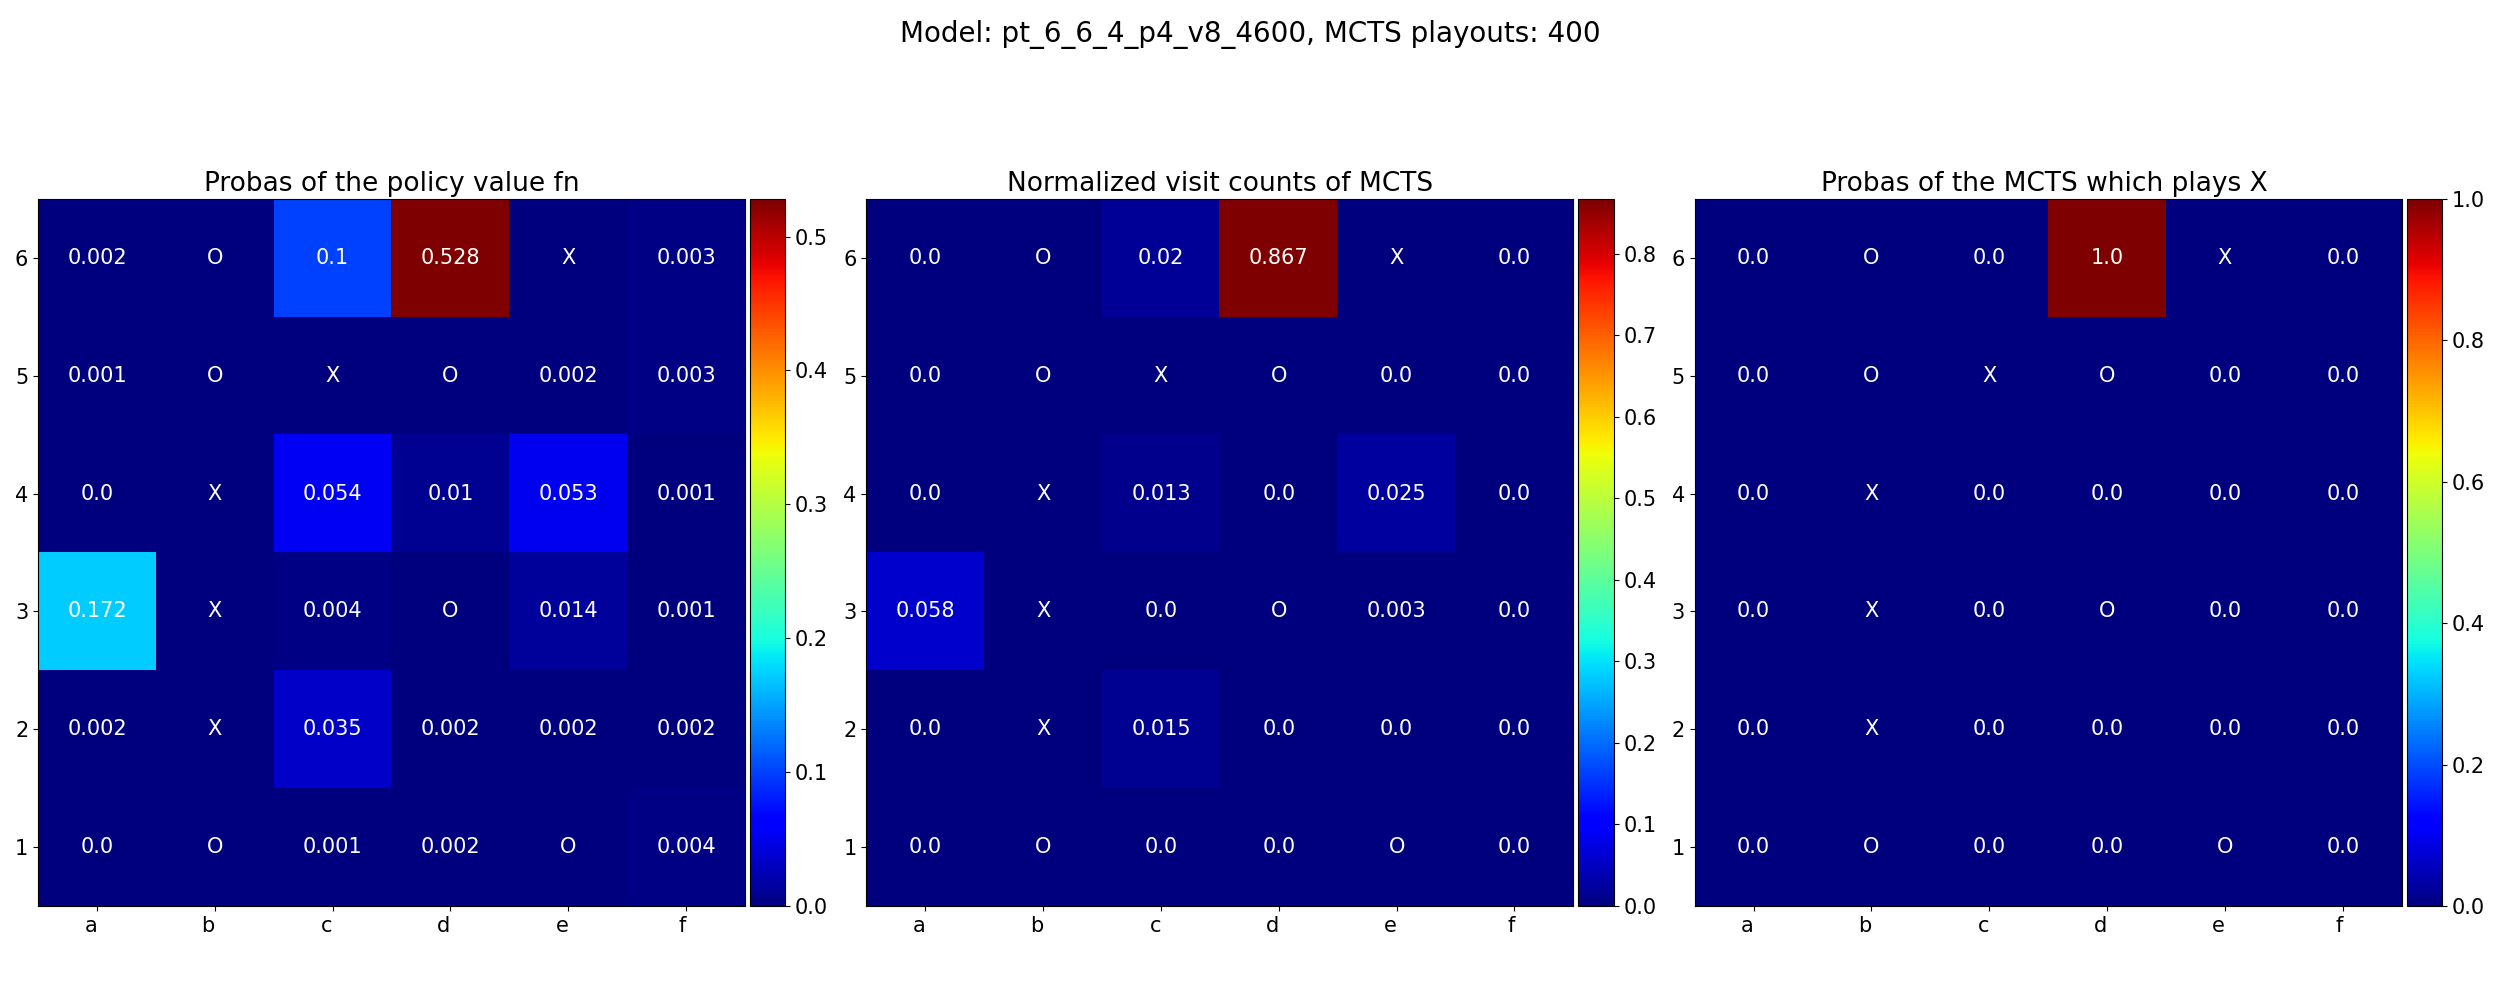 Model: pt_6_6_4_p4_v8_4600, MCTS playouts: 400
Probas of the policy value fn
6 0.002 O 0.1 0.528 X 0.003
5 0.001 O X O 0.002 0.003
4 0.0 X 0.054 0.01 0.053 0.001
3 0.172 X 0.004 O 0.014 0.001
2 0.002 X 0.035 0.002 0.002 0.002
1 0.0 O 0.001 0.002 O 0.004
a b c d e f
0.5
0.4
0.3
0.2
0.1
0.0
Normalized visit counts of MCTS
6 0.0 O 0.02 0.867 X 0.0
5 0.0 O X O 0.0 0.0
4 0.0 X 0.013 0.0 0.025 0.0
3 0.058 X 0.0 O 0.003 0.0
2 0.0 X 0.015 0.0 0.0 0.0
1 0.0 O 0.0 0.0 O 0.0
a b c d e f
0.8
0.7
0.6
0.5
0.4
0.3
0.2
0.1
0.0
Probas of the MCTS which plays X
6 0.0 O 0.0 1.0 X 0.0
5 0.0 O X O 0.0 0.0
4 0.0 X 0.0 0.0 0.0 0.0
3 0.0 X 0.0 O 0.0 0.0
2 0.0 X 0.0 0.0 0.0 0.0
1 0.0 O 0.0 0.0 O 0.0
a b c d e f
1.0
0.8
0.6
0.4
0.2
0.0